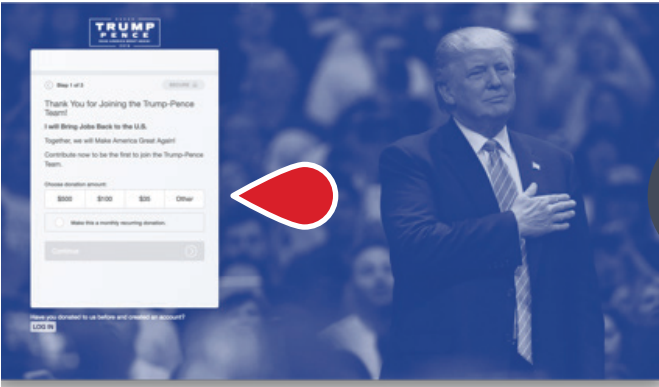 TRUMP
PENCE
Step 1 of 3
SECURE
Thank You for Joining the Trump-Pence
Team!
I will Bring Jobs Back to the U.S.
Together, we will Make America Great Again!
Contribute now to be the first to join the Trump-Pence
Team.
Choose donation amount:
$500 $100 $35 Other
Make this a monthly recurring donation.
Continue
Have you donated to us before and created an account?
LOG IN